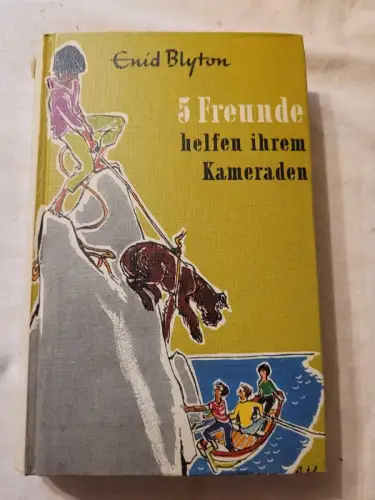 Enid Blyton
5 Freunde
helfen ihrem
Kameraden